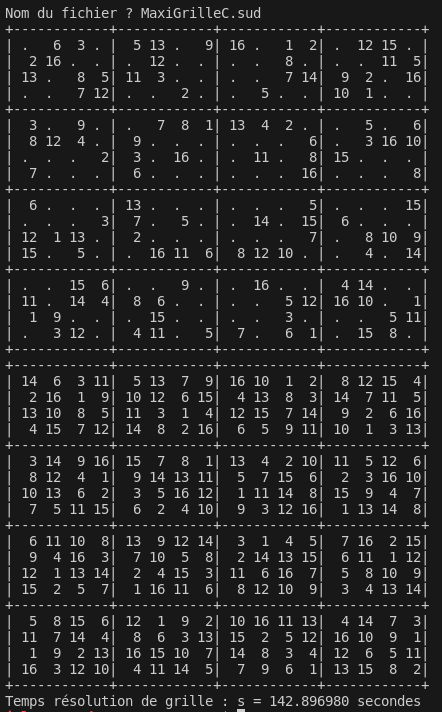 Nom du fichier ? MaxiGrilleC.sud
+-----------+-----------+-----------+-----------+
| .  6  3 . | 5 13 .  9| 16 .  1  2| . 12 15 . |
| 2 16 . . | . 12 . . | . .  8 . | . . 11  5|
| 13 .  8  5| 11  3 . . | . .  7 14| 9  2 . 16|
| . .  7 12| . .  2 . | .  5 . . | 10  1 . . |
+-----------+-----------+-----------+-----------+
| 3 .  9 . | .  7  8  1| 13  4  2 . | .  5 .  6|
| 8 12  4 . | 9 . . . | . . .  6| .  3 16 10|
| . . .  2| 3 . 16 . | . 11 .  8| 15 . . . |
| 7 . . . | 6 . . . | . . . 16| . . .  8|
+-----------+-----------+-----------+-----------+
| 6 . . . | 13 . . . | . . .  5| . . . 15|
| . . .  3| 7 .  5 . | . 14 . 15| 6 . . . |
| 12  1 13 . | 2 . . . | . . .  7| .  8 10  9|
| 15 .  5 . | . 16 11  6| 8 12 10 . | .  4 . 14|
+-----------+-----------+-----------+-----------+
| . . 15  6| . .  9 . | . 16 . . | 4 14 . . |
| 11 . 14  4| 8  6 . . | . .  5 12| 16 10 .  1|
| 1  9 . . | . 15 . . | . .  3 . | . .  5 11|
| .  3 12 . | 4 11 .  5| 7 .  6  1| . 15  8 . |
+-----------+-----------+-----------+-----------+
+-----------+-----------+-----------+-----------+
| 14  6  3 11| 5 13  7  9| 16 10  1  2| 8 12 15  4|
| 2 16  1  9| 10 12  6 15| 4 13  8  3| 14  7 11  5|
| 13 10  8  5| 11  3  1  4| 12 15  7 14| 9  2  6 16|
| 4 15  7 12| 14  8  2 16| 6  5  9 11| 10  1  3 13|
+-----------+-----------+-----------+-----------+
| 3 14  9 16| 15  7  8  1| 13  4  2 10| 11  5 12  6|
| 8 12  4  1| 9 14 13 11| 5  7 15  6| 2  3 16 10|
| 10 13  6  2| 3  5 16 12| 1 11 14  8| 15  9  4  7|
| 7  5 11 15| 6  2  4 10| 9  3 12 16| 1 13 14  8|
+-----------+-----------+-----------+-----------+
| 6 11 10  8| 13  9 12 14| 3  1  4  5| 7 16  2 15|
| 9  4 16  3| 7 10  5  8| 2 14 13 15| 6 11  1 12|
| 12  1 13 14| 2  4 15  3| 11  6 16  7| 5  8 10  9|
| 15  2  5  7| 1 16 11  6| 8 12 10  9| 3  4 13 14|
+-----------+-----------+-----------+-----------+
| 5  8 15  6| 12  1  9  2| 10 16 11 13| 4 14  7  3|
| 11  7 14  4| 8  6  3 13| 15  2  5 12| 16 10  9  1|
| 1  9  2 13| 16 15 10  7| 14  8  3  4| 12  6  5 11|
| 16  3 12 10| 4 11 14  5| 7  9  6  1| 13 15  8  2|
+-----------+-----------+-----------+-----------+
Temps résolution de grille : s = 142.896980 secondes